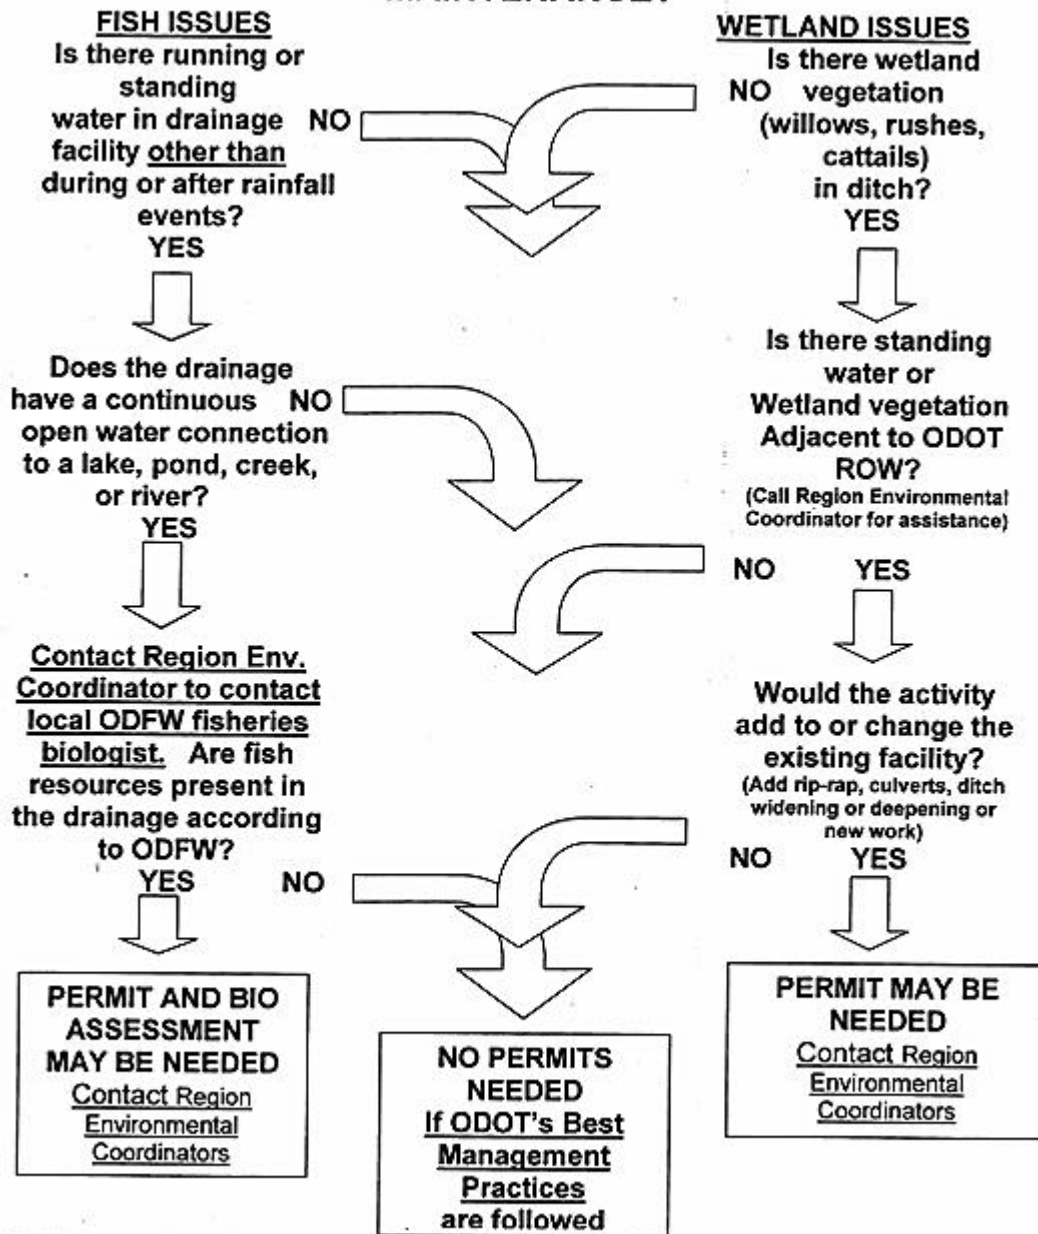 FISH ISSUES
Is there running or
standing
water in drainage NO
facility other than
during or after rainfall
events?
YES
Does the drainage
have a continuous NO
open water connection
to a lake, pond, creek,
or river?
YES
Contact Region Env.
Coordinator to contact
local ODFW fisheries
biologist. Are fish
resources present in
the drainage according
to ODFW?
YES NO
PERMIT AND BIO
ASSESSMENT
MAY BE NEEDED
Contact Region
Environmental
Coordinators
NO PERMITS
NEEDED
If ODOT's Best
Management
Practices
are followed
WETLAND ISSUES
Is there wetland
NO vegetation
(willows, rushes,
cattails)
in ditch?
YES
Is there standing
water or
Wetland vegetation
Adjacent to ODOT
ROW?
(Call Region Environmental
Coordinator for assistance)
NO YES
Would the activity
add to or change the
existing facility?
(Add rip-rap, culverts, ditch
widening or deepening or
new work)
NO YES
PERMIT MAY BE
NEEDED
Contact Region
Environmental
Coordinators